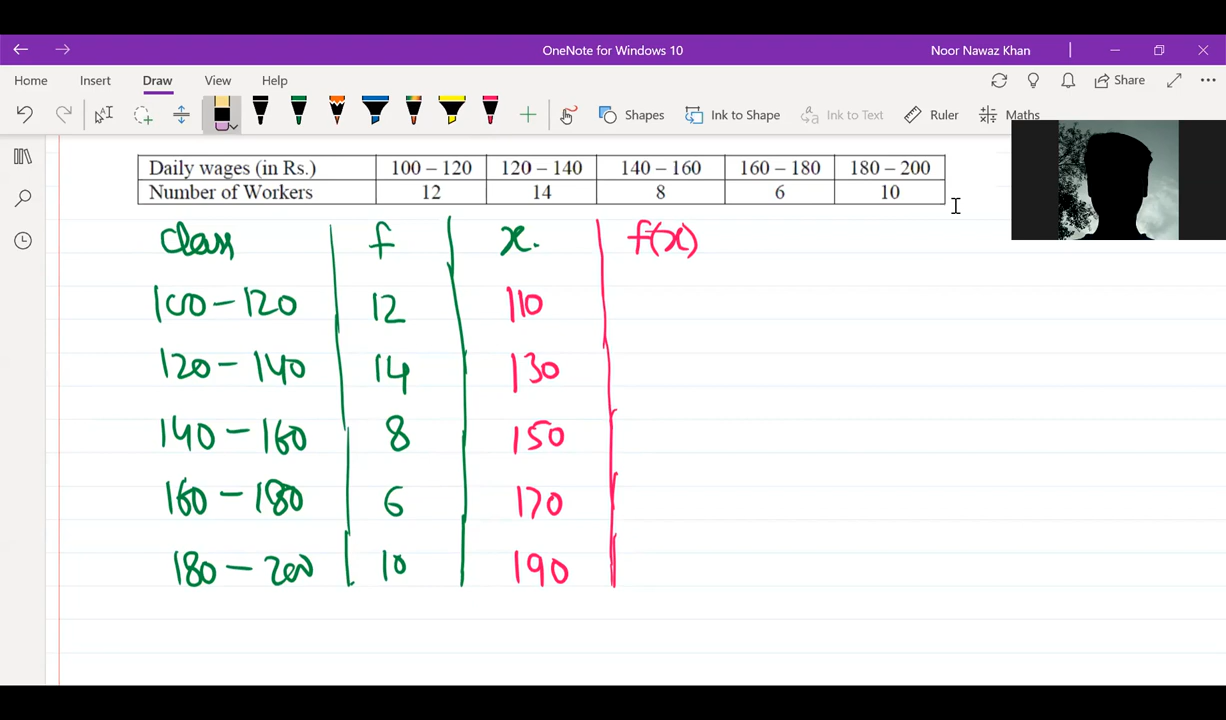 OneNote for Windows 10
Noor Nawaz Khan
Home Insert Draw View Help Share
Shapes Ink to Shape Ink to Text Ruler Maths
Daily wages (in Rs.) 100 – 120 120 – 140 140 – 160 160 – 180 180 – 200
Number of Workers 12 14 8 6 10
class f x. f(x)
100 – 120 12 110
120 – 140 14 130
140 – 160 8 150
160 – 180 6 170
180 – 200 10 190